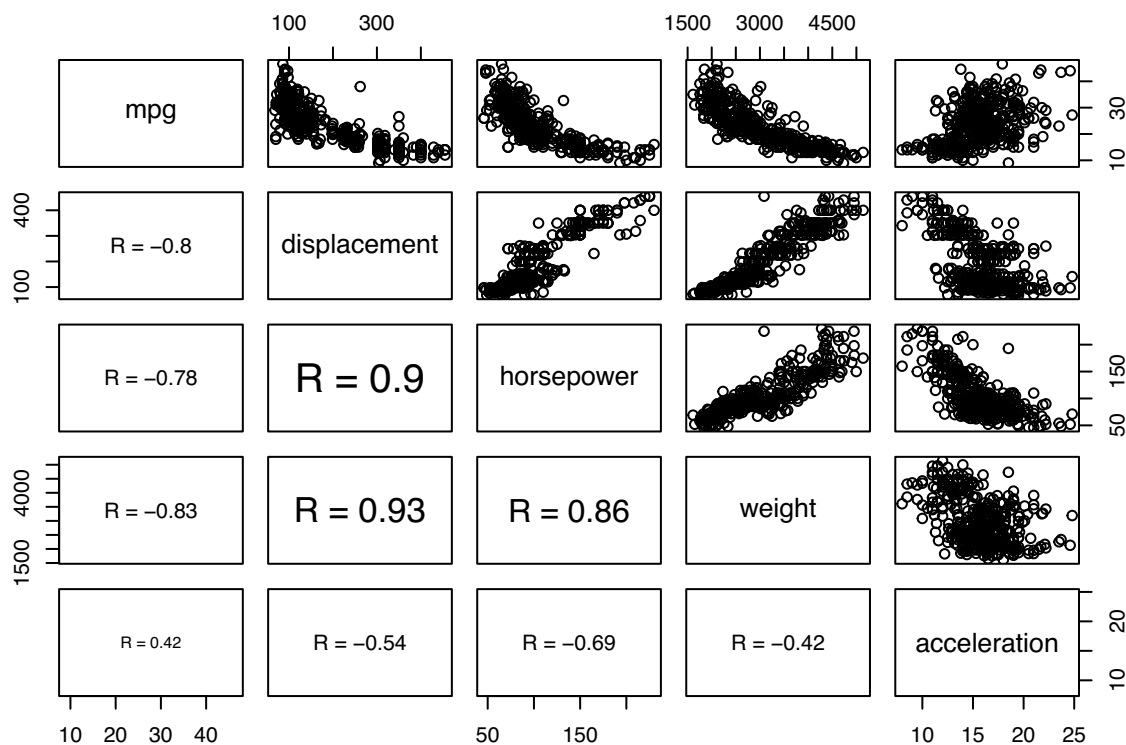 100 300 1500 3000 4500
mpg
10 30
100 400
R = −0.8
displacement
R = −0.78
R = 0.9
horsepower
50 150
1500 4000
R = −0.83
R = 0.93
R = 0.86
weight
R = 0.42
R = −0.54
R = −0.69
R = −0.42
acceleration
10 20
10 20 30 40 50 150 10 15 20 25